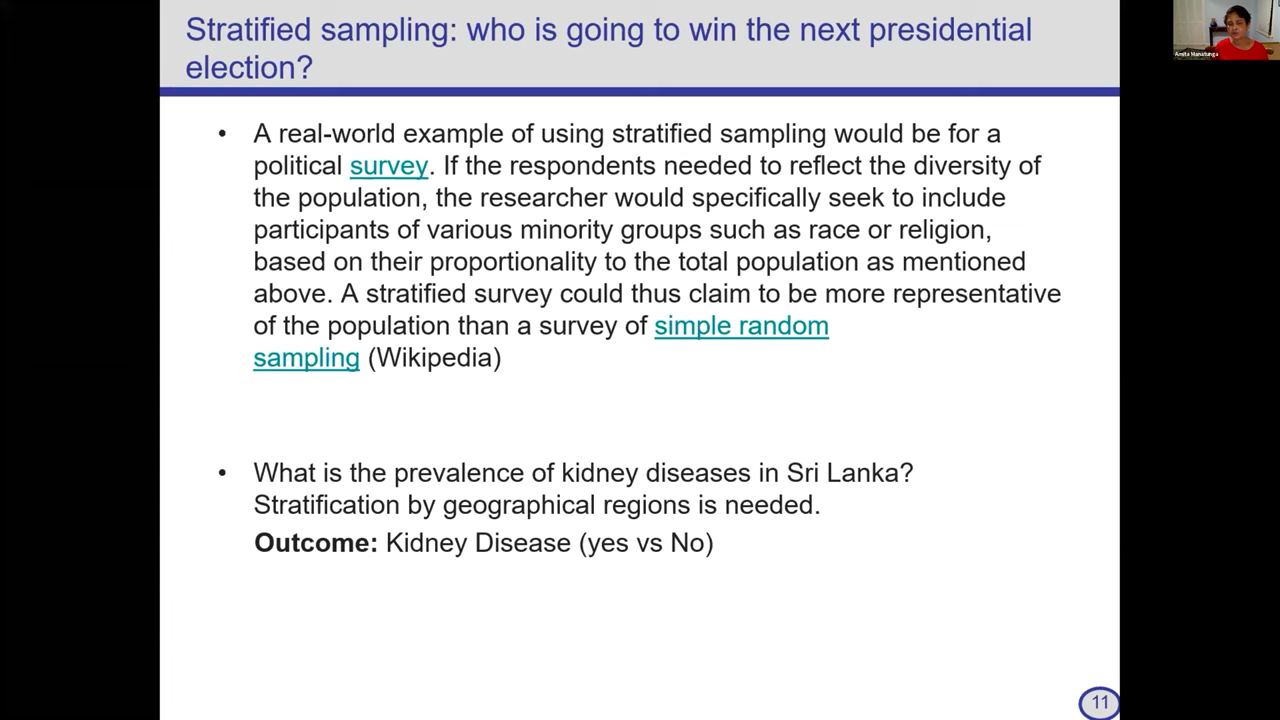 Stratified sampling: who is going to win the next presidential
election?
Amita Manatunga
• A real-world example of using stratified sampling would be for a
political survey. If the respondents needed to reflect the diversity of
the population, the researcher would specifically seek to include
participants of various minority groups such as race or religion,
based on their proportionality to the total population as mentioned
above. A stratified survey could thus claim to be more representative
of the population than a survey of simple random
sampling (Wikipedia)
• What is the prevalence of kidney diseases in Sri Lanka?
Stratification by geographical regions is needed.
Outcome: Kidney Disease (yes vs No)
11